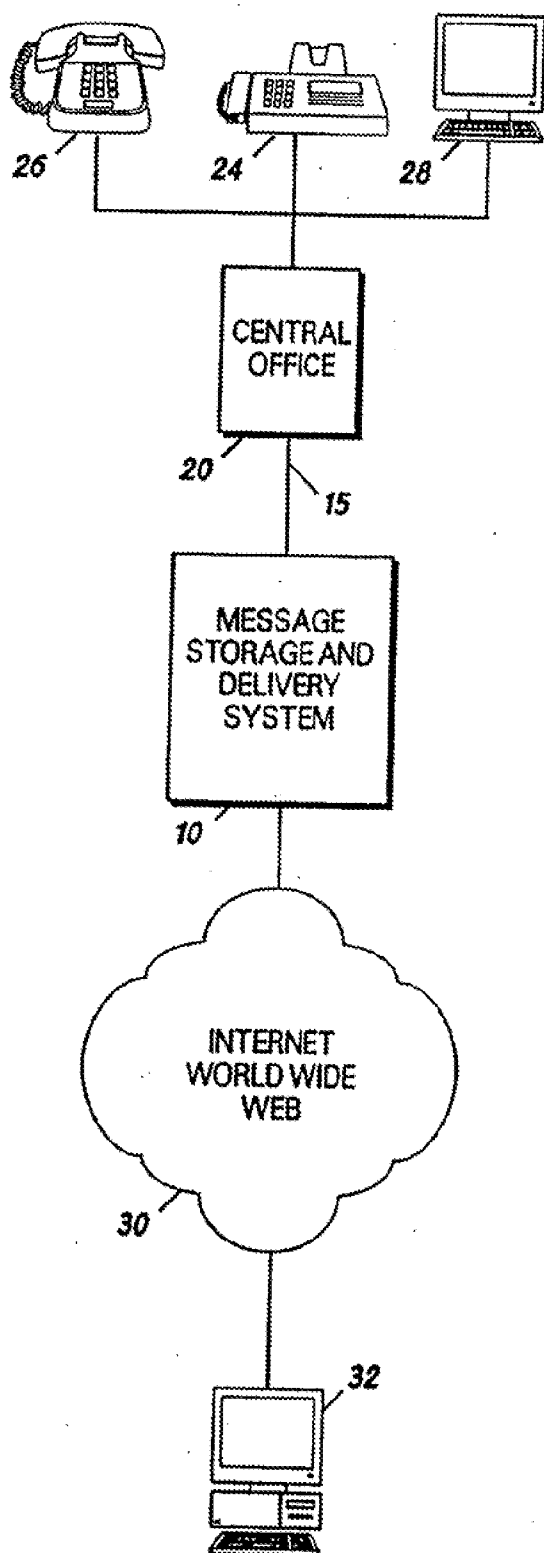 26
24
28
CENTRAL
OFFICE
20
15
MESSAGE
STORAGE AND
DELIVERY
SYSTEM
10
INTERNET
WORLD WIDE
WEB
30
32